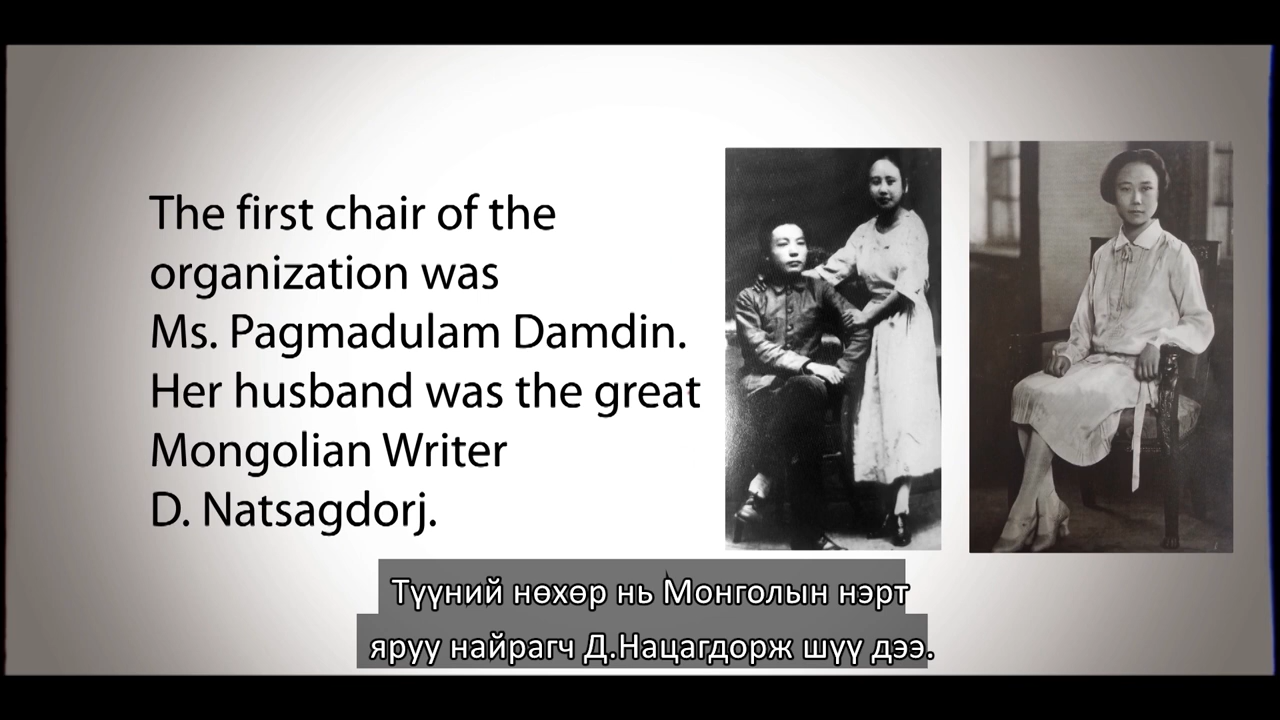 The first chair of the
organization was
Ms. Pagmadulam Damdin.
Her husband was the great
Mongolian Writer
D. Natsagdorj.
Түүний нөхөр нь Монголын нэрт
яруу найрагч Д.Нацагдорж шүү дээ.